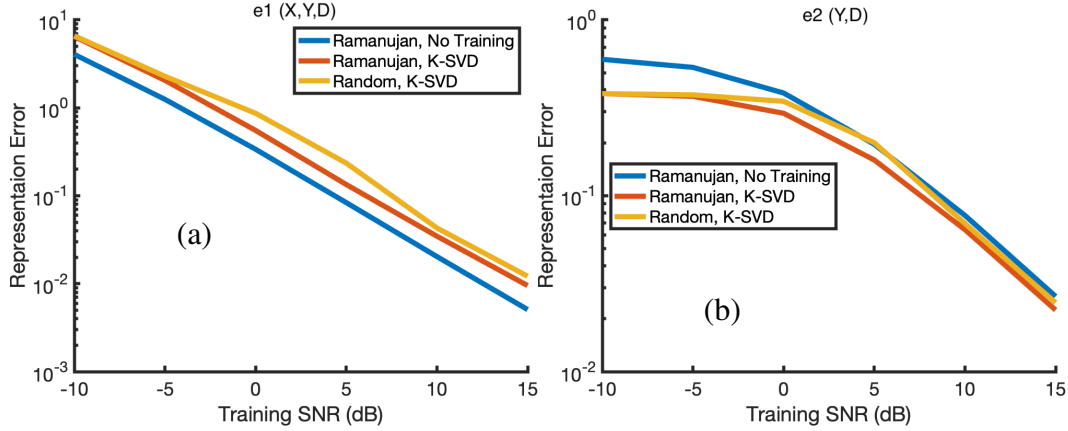 e1 (X,Y,D)
10^1
10^0
10^-1
10^-2
10^-3
Representaion Error
Ramanujan, No Training
Ramanujan, K-SVD
Random, K-SVD
(a)
-10 -5 0 5 10 15
Training SNR (dB)
e2 (Y,D)
10^0
10^-1
10^-2
Representaion Error
Ramanujan, No Training
Ramanujan, K-SVD
Random, K-SVD
(b)
-10 -5 0 5 10 15
Training SNR (dB)